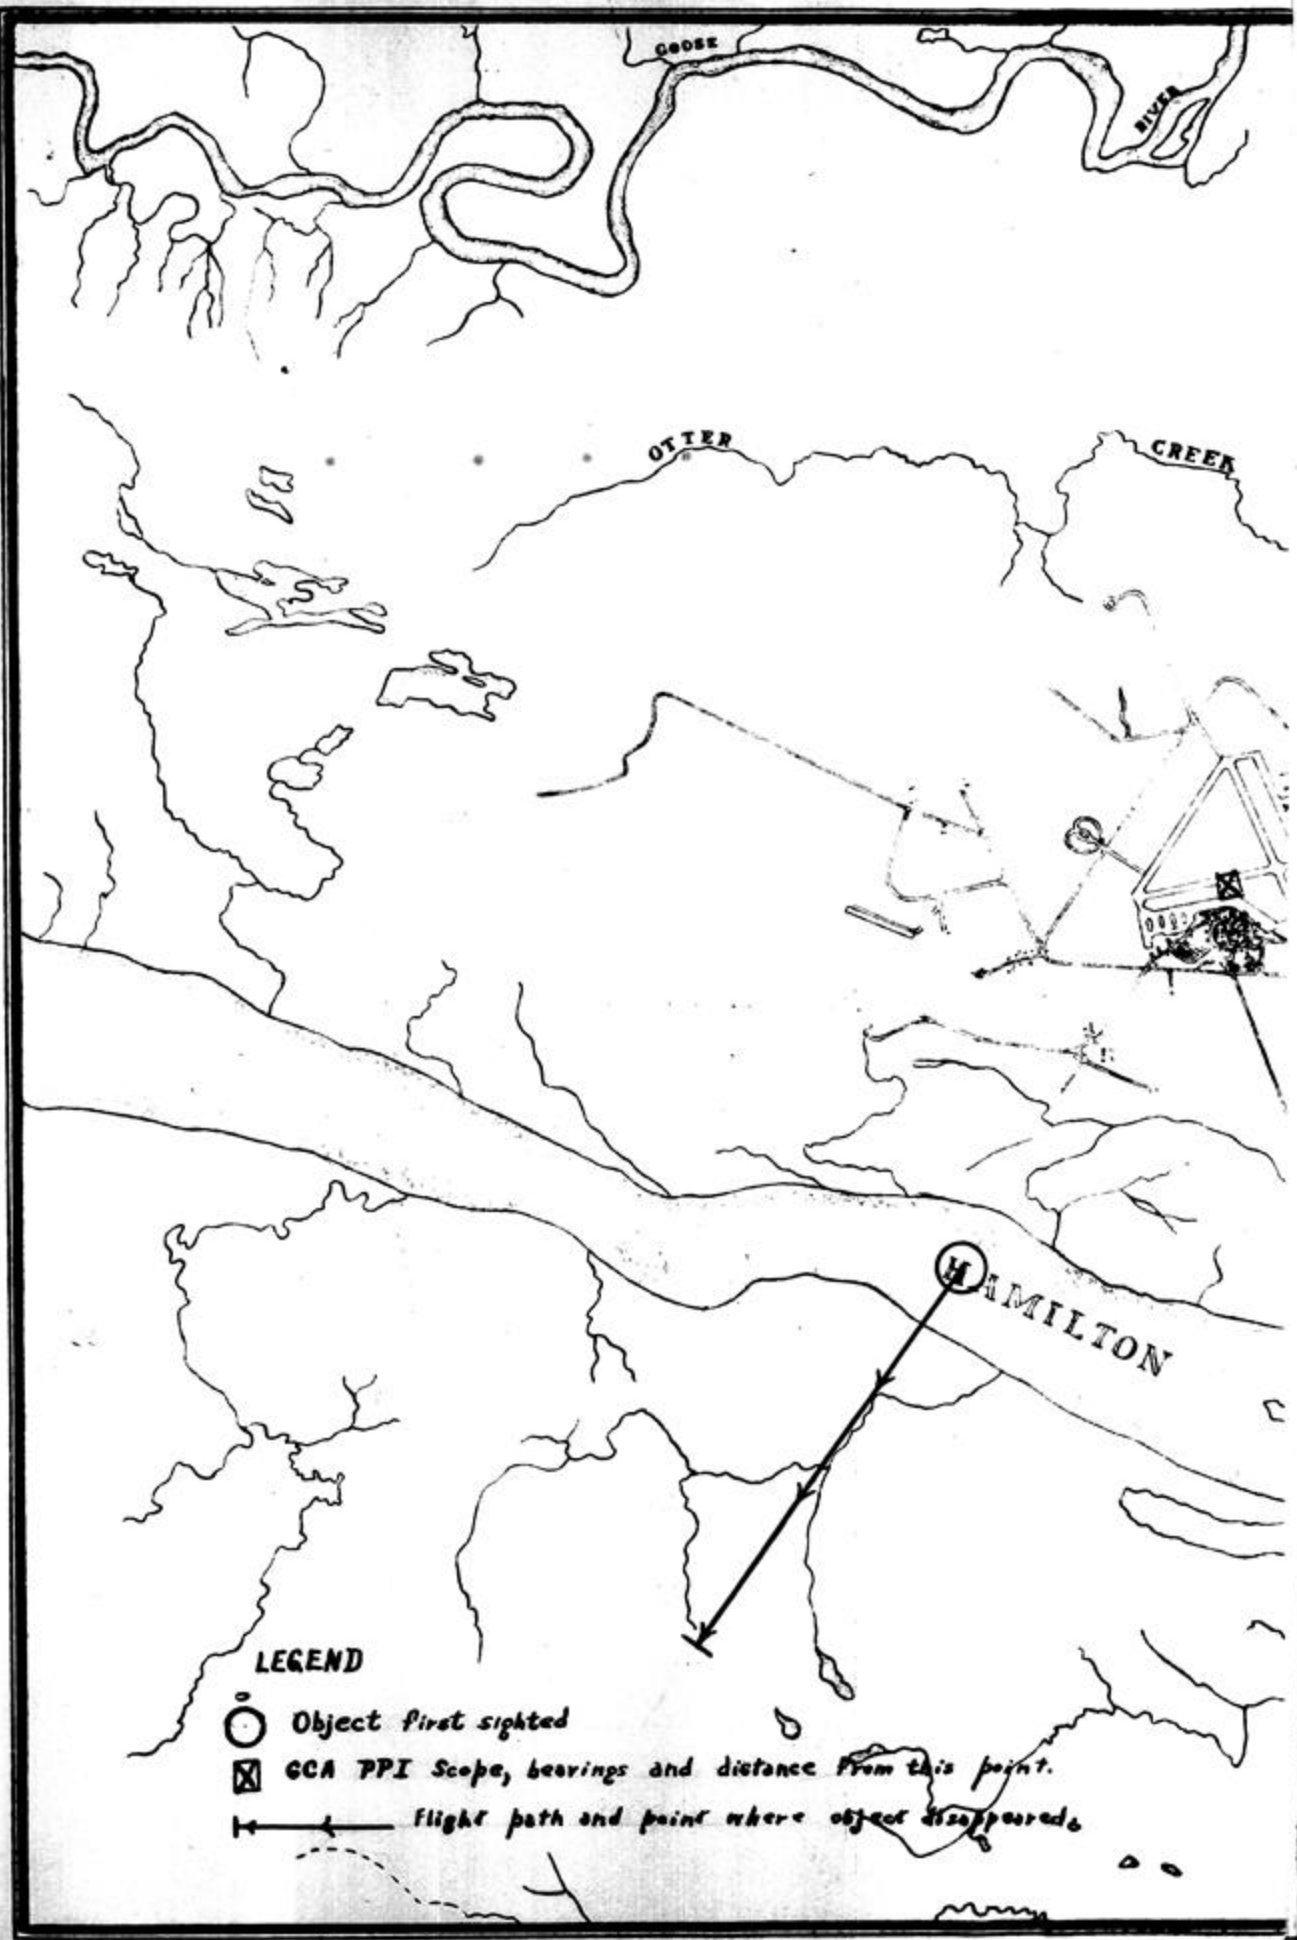 GOOSE
RIVER
OTTER
CREEK
HAMILTON
LEGEND
Object first sighted
GCA PPI Scope, bearings and distance from this point.
Flight path and point where object disappeared.